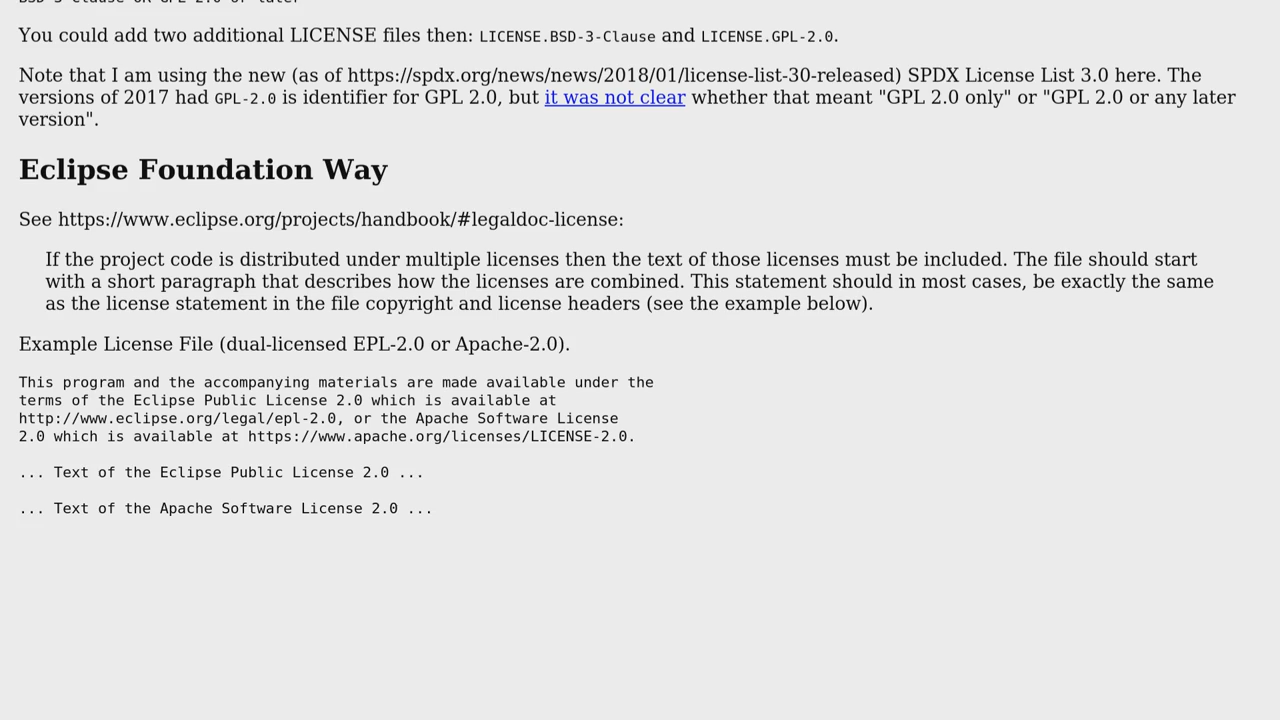 BSD-3-Clause OR GPL-2.0-or-later
You could add two additional LICENSE files then: LICENSE.BSD-3-Clause and LICENSE.GPL-2.0.
Note that I am using the new (as of https://spdx.org/news/news/2018/01/license-list-30-released) SPDX License List 3.0 here. The
versions of 2017 had GPL-2.0 is identifier for GPL 2.0, but it was not clear whether that meant "GPL 2.0 only" or "GPL 2.0 or any later
version".
Eclipse Foundation Way
See https://www.eclipse.org/projects/handbook/#legaldoc-license:
If the project code is distributed under multiple licenses then the text of those licenses must be included. The file should start
with a short paragraph that describes how the licenses are combined. This statement should in most cases, be exactly the same
as the license statement in the file copyright and license headers (see the example below).
Example License File (dual-licensed EPL-2.0 or Apache-2.0).
This program and the accompanying materials are made available under the
terms of the Eclipse Public License 2.0 which is available at
http://www.eclipse.org/legal/epl-2.0, or the Apache Software License
2.0 which is available at https://www.apache.org/licenses/LICENSE-2.0.
... Text of the Eclipse Public License 2.0 ...
... Text of the Apache Software License 2.0 ...